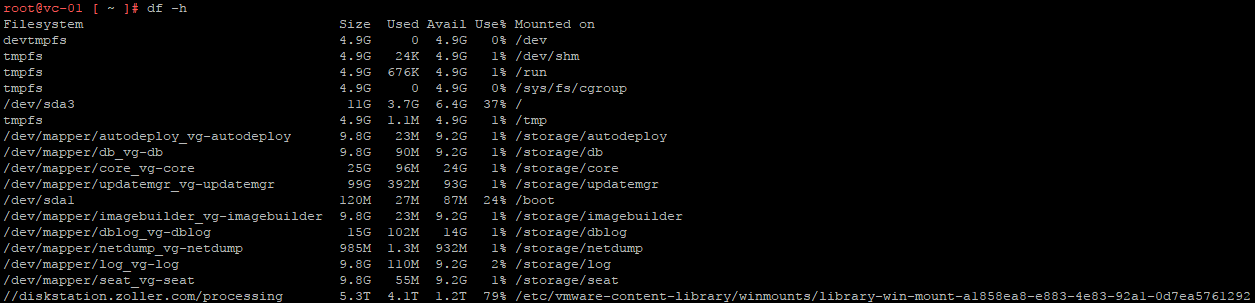 root@vc-01 [ ~ ]# df -h
Filesystem Size Used Avail Use% Mounted on
devtmpfs 4.9G 0 4.9G 0% /dev
tmpfs 4.9G 24K 4.9G 1% /dev/shm
tmpfs 4.9G 676K 4.9G 1% /run
tmpfs 4.9G 0 4.9G 0% /sys/fs/cgroup
/dev/sda3 11G 3.7G 6.4G 37% /
tmpfs 4.9G 1.1M 4.9G 1% /tmp
/dev/mapper/autodeploy_vg-autodeploy 9.8G 23M 9.2G 1% /storage/autodeploy
/dev/mapper/db_vg-db 9.8G 90M 9.2G 1% /storage/db
/dev/mapper/core_vg-core 25G 96M 24G 1% /storage/core
/dev/mapper/updatemgr_vg-updatemgr 99G 392M 93G 1% /storage/updatemgr
/dev/sda1 120M 27M 87M 24% /boot
/dev/mapper/imagebuilder_vg-imagebuilder 9.8G 23M 9.2G 1% /storage/imagebuilder
/dev/mapper/dblog_vg-dblog 15G 102M 14G 1% /storage/dblog
/dev/mapper/netdump_vg-netdump 985M 1.3M 932M 1% /storage/netdump
/dev/mapper/log_vg-log 9.8G 110M 9.2G 2% /storage/log
/dev/mapper/seat_vg-seat 9.8G 55M 9.2G 1% /storage/seat
//diskstation.zoller.com/processing 5.3T 4.1T 1.2T 79% /etc/vmware-content-library/winmounts/library-win-mount-a1858ea8-e883-4e83-92a1-0d7ea5761292